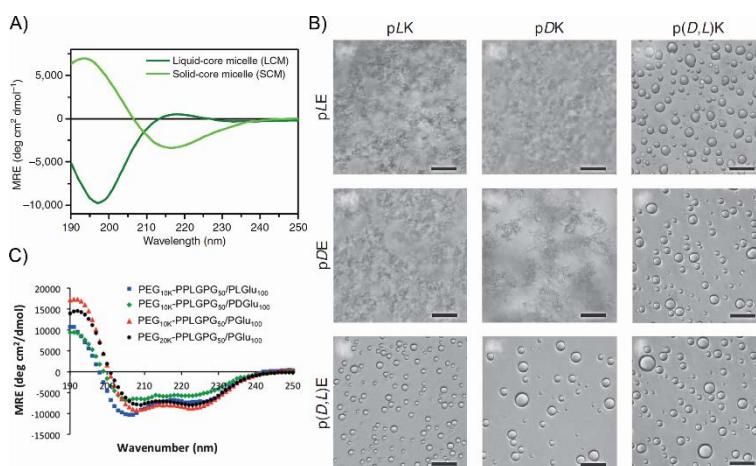 A)
Liquid-core micelle (LCM)
Solid-core micelle (SCM)
MRE (deg cm² dmol⁻¹)
5,000
0
−5,000
−10,000
190 200 210 220 230 240 250
Wavelength (nm)
B)
pLK pDK p(D,L)K
pLE
pDE
p(D,L)E
C)
PEG10K-PPLGPG50/PLGlu100
PEG10K-PPLGPG50/PDGlu100
PEG10K-PPLGPG50/PGlu100
PEG20K-PPLGPG50/PGlu100
MRE (deg cm²/dmol)
20000
15000
10000
5000
0
-5000
-10000
-15000
190 200 210 220 230 240 250
Wavenumber (nm)